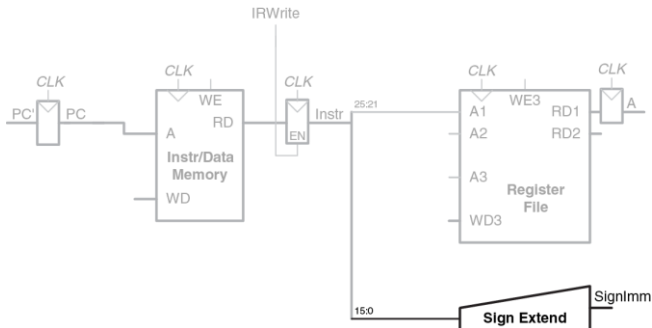 IRWrite
CLK
CLK
CLK
CLK
CLK
PC'
PC
WE
A
RD
Instr/Data
Memory
WD
EN
Instr
25:21
A1
WE3
RD1
A
A2
RD2
A3
Register
File
WD3
15:0
SignImm
Sign Extend